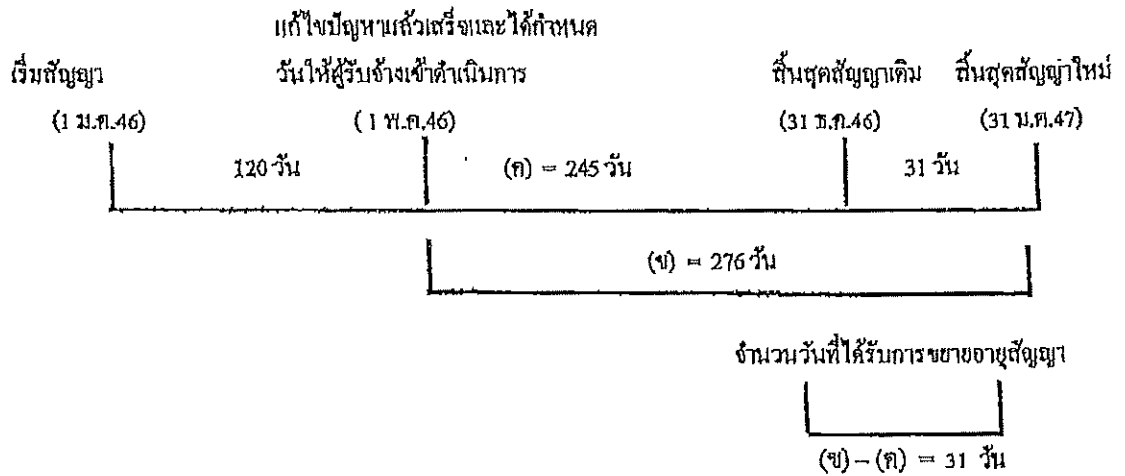 แก้ไขปัญหาแล้วเสร็จและได้กำหนด
เริ่มสัญญา วันให้ผู้รับจ้างเข้าดำเนินการ สิ้นสุดสัญญาเดิม สิ้นสุดสัญญาใหม่
(1 ม.ค.46) (1 พ.ค.46) (31 ธ.ค.46) (31 ม.ค.47)
120 วัน (ค) = 245 วัน 31 วัน
(ข) = 276 วัน
จำนวนวันที่ได้รับการขยายอายุสัญญา
(ข) – (ค) = 31 วัน